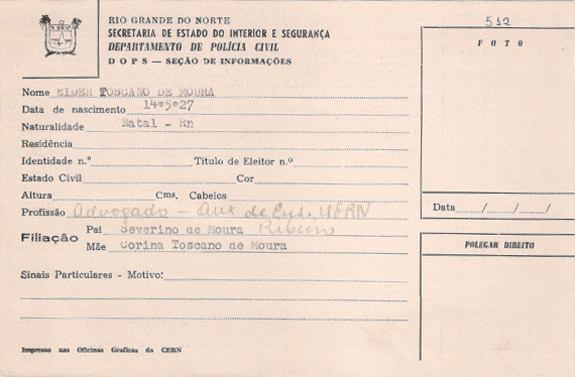 RIO GRANDE DO NORTE
SECRETARIA DE ESTADO DO INTERIOR E SEGURANÇA
DEPARTAMENTO DE POLÍCIA CIVIL
DOPS — SEÇÃO DE INFORMAÇÕES
512
FOTO
Nome EIDER TOSCANO DE MOURA
Data de nascimento 14*5*27
Naturalidade Natal - Rn
Residência
Identidade n.º Titulo de Eleitor n.º
Estado Civil Cor
Altura Cms. Cabelos
Profissão Advogado - Aux de Ens. UFRN
Data / / /
Filiação
Pai Severino de Moura Ribeiro
Mãe Corina Toscano de Moura
POLEGAR DIREITO
Sinais Particulares - Motivo:
Impresso nas Oficinas Graficas da CERN